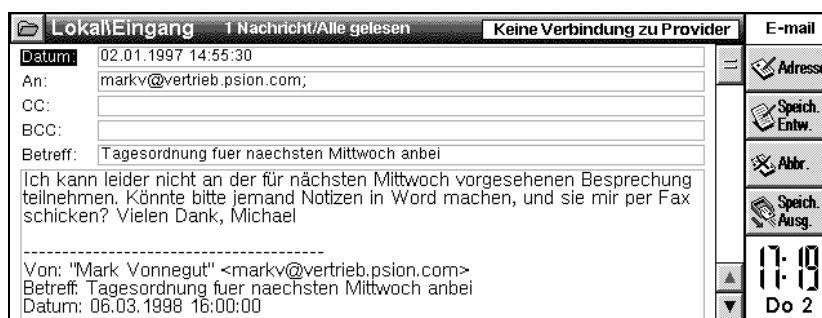 Lokal\Eingang 1 Nachricht/Alle gelesen Keine Verbindung zu Provider
Datum: 02.01.1997 14:55:30
An: markv@vertrieb.psion.com;
CC:
BCC:
Betreff: Tagesordnung fuer naechsten Mittwoch anbei
Ich kann leider nicht an der für nächsten Mittwoch vorgesehenen Besprechung
teilnehmen. Könnte bitte jemand Notizen in Word machen, und sie mir per Fax
schicken? Vielen Dank, Michael
------------------------------------
Von: "Mark Vonnegut" <markv@vertrieb.psion.com>
Betreff: Tagesordnung fuer naechsten Mittwoch anbei
Datum: 06.03.1998 16:00:00
E-mail
Adresse
Speich.
Entw.
Abbr.
Speich.
Ausg.
17:19
Do 2